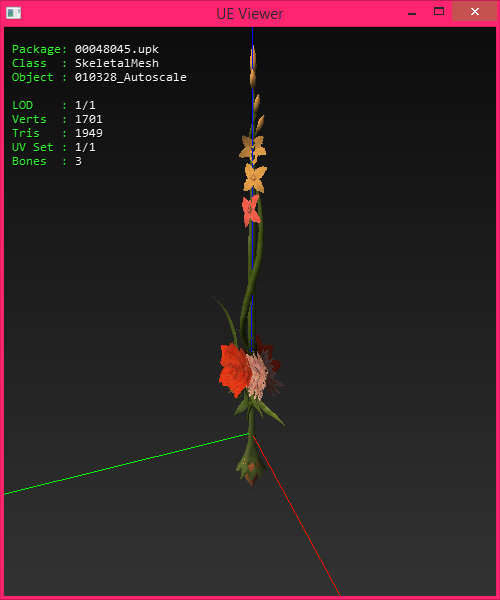 UE Viewer
Package: 00048045.upk
Class : SkeletalMesh
Object : 010328_Autoscale
LOD : 1/1
Verts : 1701
Tris : 1949
UV Set : 1/1
Bones : 3